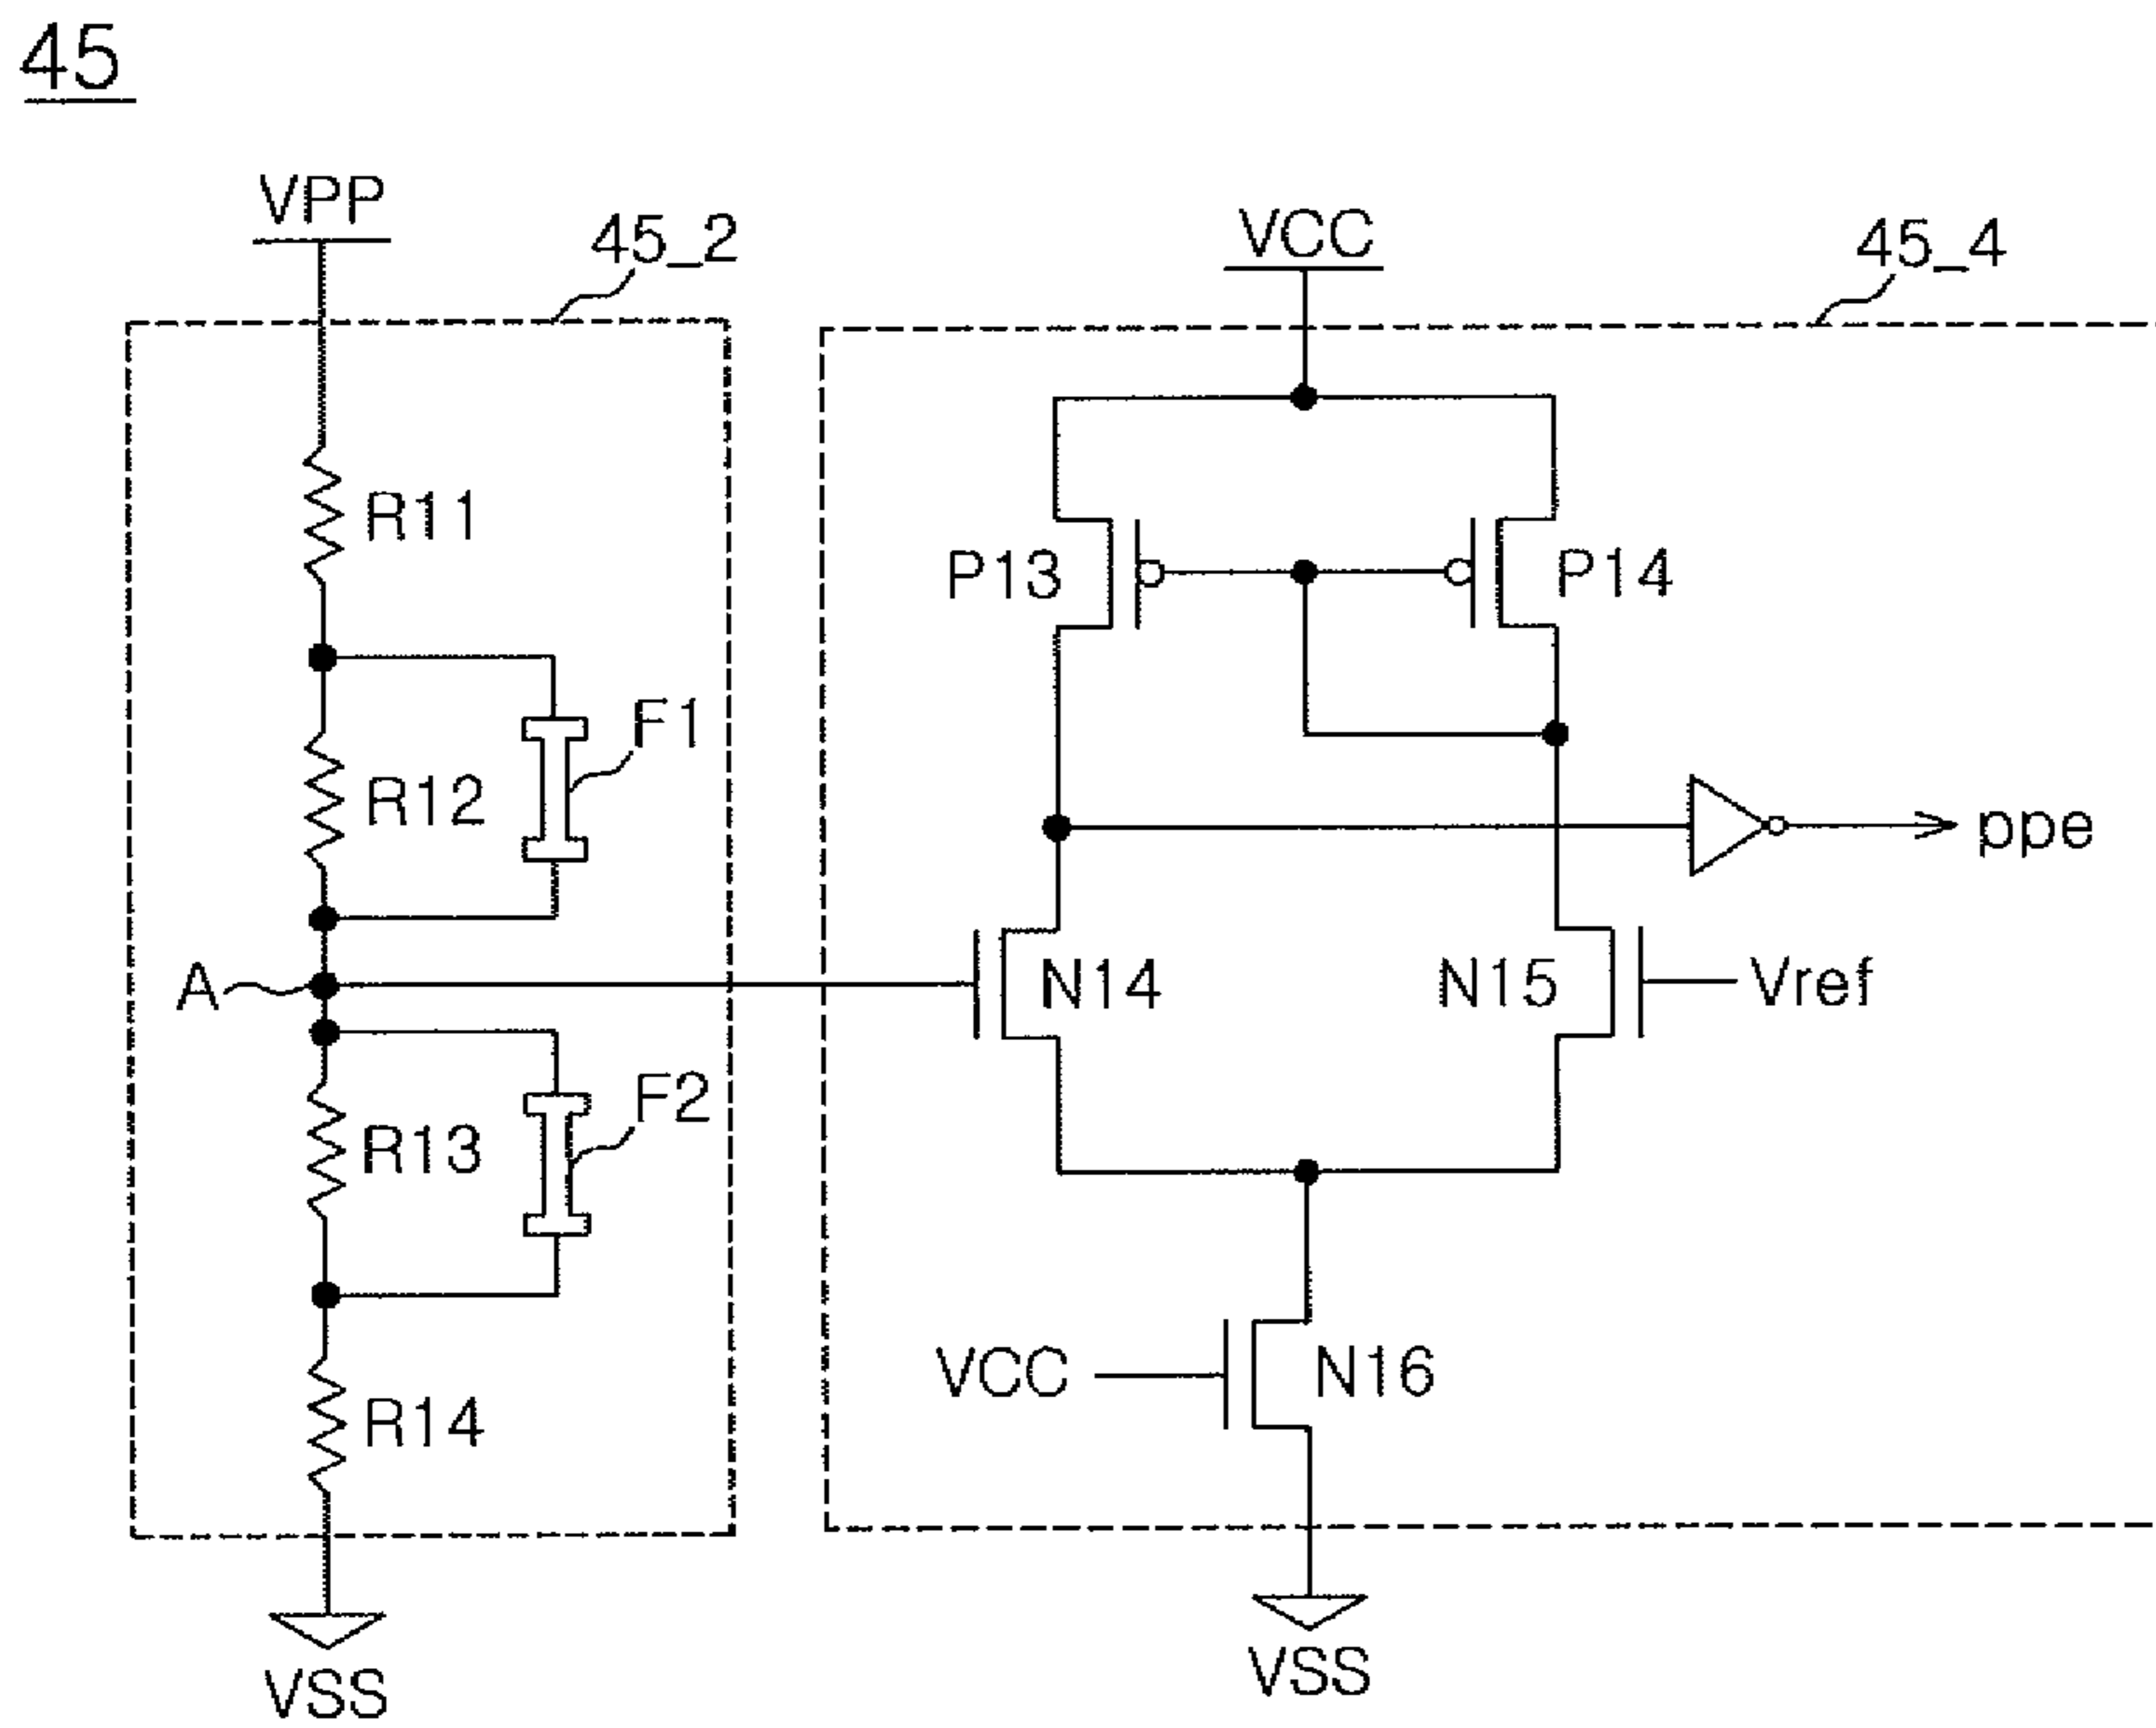 45
VPP
45_2
VCC
45_4
R11
P13
P14
F1
R12
ppe
A
N14
N15
Vref
F2
R13
VCC
N16
R14
VSS
VSS